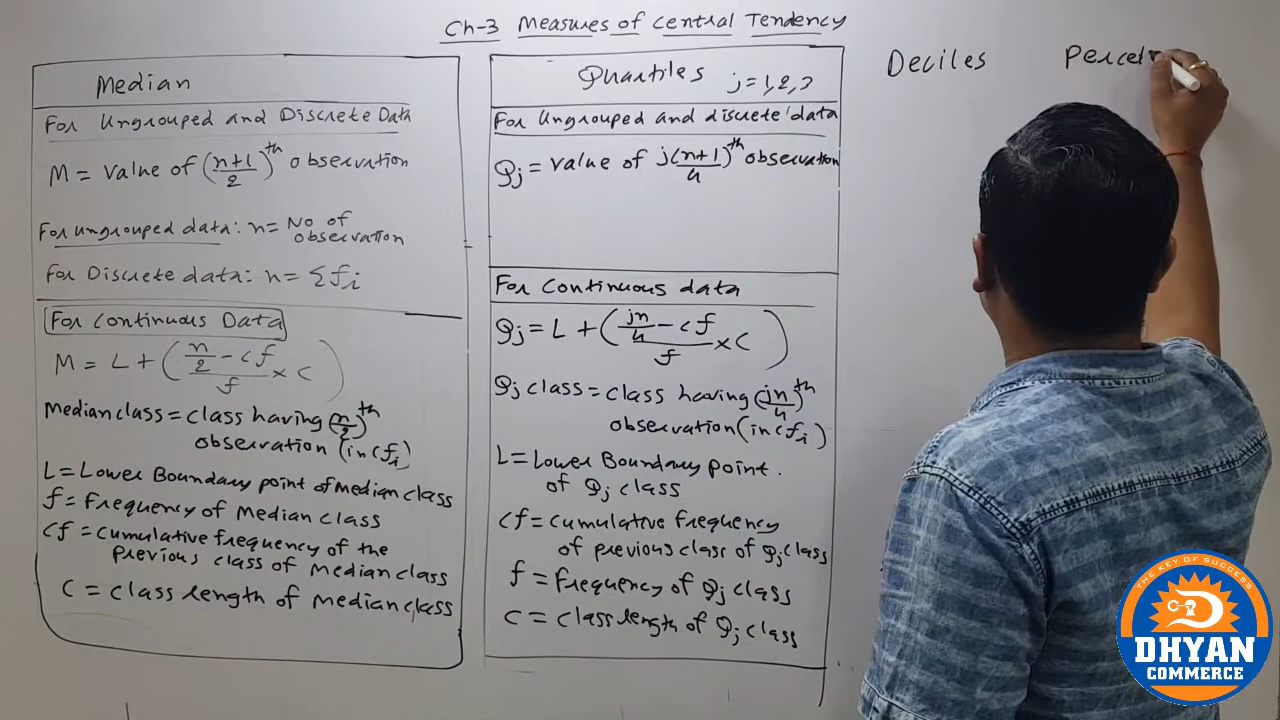 Ch-3 Measures of Central Tendency
Median
For Ungrouped and Discrete Data
M = value of (n+1/2)th observation
For ungrouped data: n = No of
observation
For Discrete data: n = Σfi
For Continuous Data
M = L + (n/2 - cf/f × c)
Median class = class having (n/2)th
observation (in cfi)
L = Lower Boundary point of Median class
f = Frequency of Median class
cf = Cumulative frequency of the
previous class of Median class
C = class length of Median class
Quartiles j = 1, 2, 3
For Ungrouped and discrete data
Qj = value of j(n+1/4)th observation
For Continuous data
Qj = L + (jn/4 - cf/f × c)
Qj class = class having (jn/4)th
observation (in cfi)
L = Lower Boundary point.
of Qj class
cf = cumulative frequency
of previous class of Qj class
f = frequency of Qj class
c = class length of Qj class
Deciles
THE KEY OF SUCCESS
DHYAN
COMMERCE